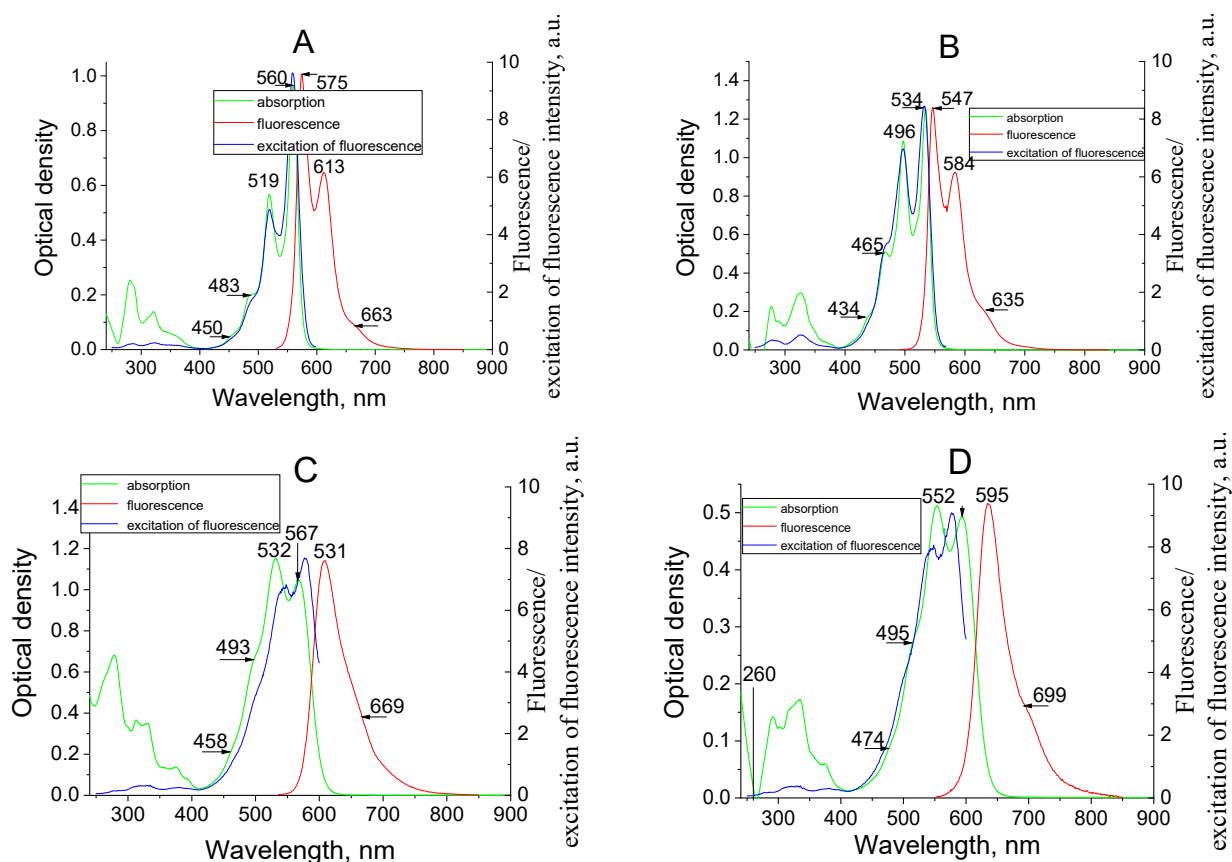 A
560
575
absorption
fluorescence
excitation of fluorescence
519
613
483
450
663
1.0
0.8
0.6
0.4
0.2
0.0
10
8
6
4
2
0
300 400 500 600 700 800 900
Optical density
Wavelength, nm
Fluorescence/
excitation of fluorescence intensity, a.u.
B
534
547
absorption
fluorescence
excitation of fluorescence
496
584
465
434
635
1.4
1.2
1.0
0.8
0.6
0.4
0.2
0.0
10
8
6
4
2
0
300 400 500 600 700 800 900
Optical density
Wavelength, nm
Fluorescence/
excitation of fluorescence intensity, a.u.
C
absorption
fluorescence
excitation of fluorescence
567
532
531
493
669
458
1.4
1.2
1.0
0.8
0.6
0.4
0.2
0.0
10
8
6
4
2
0
300 400 500 600 700 800 900
Optical density
Wavelength, nm
Fluorescence/
excitation of fluorescence intensity, a.u.
D
552
595
absorption
fluorescence
excitation of fluorescence
495
260
699
474
0.5
0.4
0.3
0.2
0.1
0.0
10
8
6
4
2
0
300 400 500 600 700 800 900
Optical density
Wavelength, nm
Fluorescence/
excitation of fluorescence intensity, a.u.